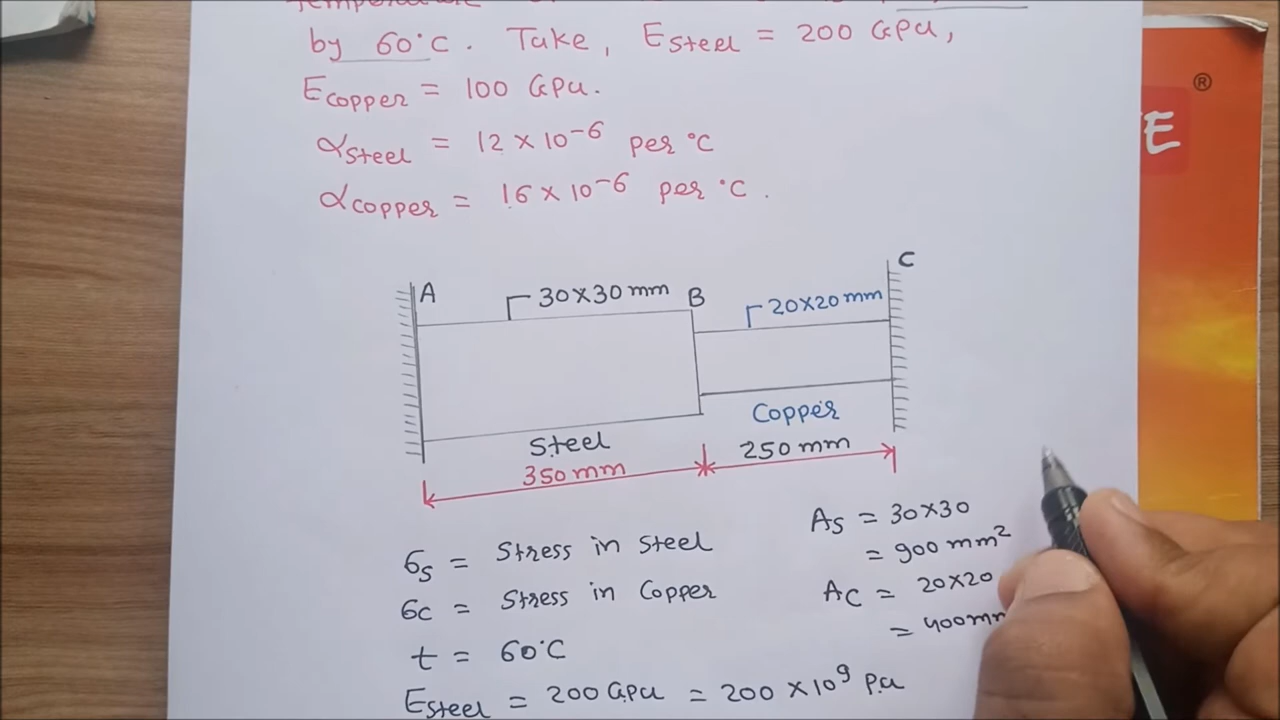 by 60°C. Take, ESteel = 200 GPa,
Ecopper = 100 GPa.
αSteel = 12 × 10⁻⁶ per °C
αcopper = 16 × 10⁻⁶ per °C.
®
E
A
30×30 mm
B
20×20 mm
C
Steel
Copper
350 mm
250 mm
σs = Stress in Steel
σc = Stress in Copper
t = 60°C
ESteel = 200 GPa = 200 × 10⁹ Pa
As = 30×30
= 900 mm²
Ac = 20×20
= 400m